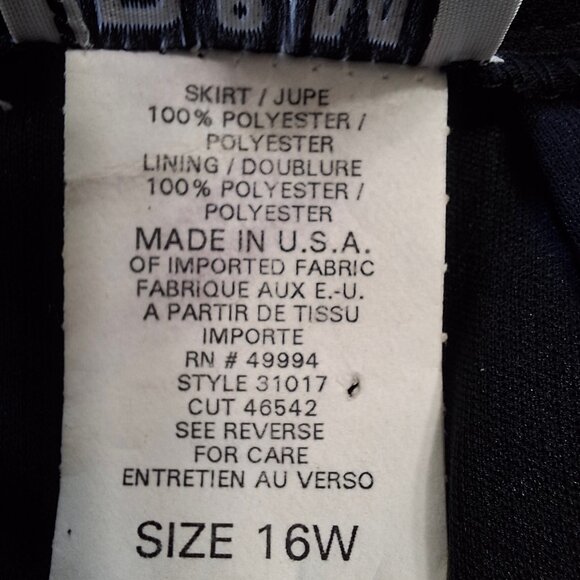 SKIRT / JUPE
100% POLYESTER /
POLYESTER
LINING / DOUBLURE
100% POLYESTER /
POLYESTER
MADE IN U.S.A.
OF IMPORTED FABRIC
FABRIQUE AUX E.-U.
A PARTIR DE TISSU
IMPORTE
RN # 49994
STYLE 31017
CUT 46542
SEE REVERSE
FOR CARE
ENTRETIEN AU VERSO
SIZE 16W